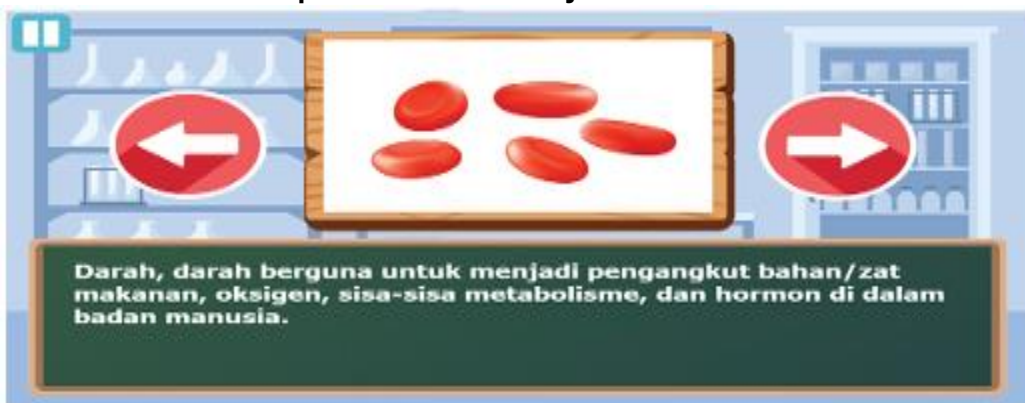 Darah, darah berguna untuk menjadi pengangkut bahan/zat
makanan, oksigen, sisa-sisa metabolisme, dan hormon di dalam
badan manusia.